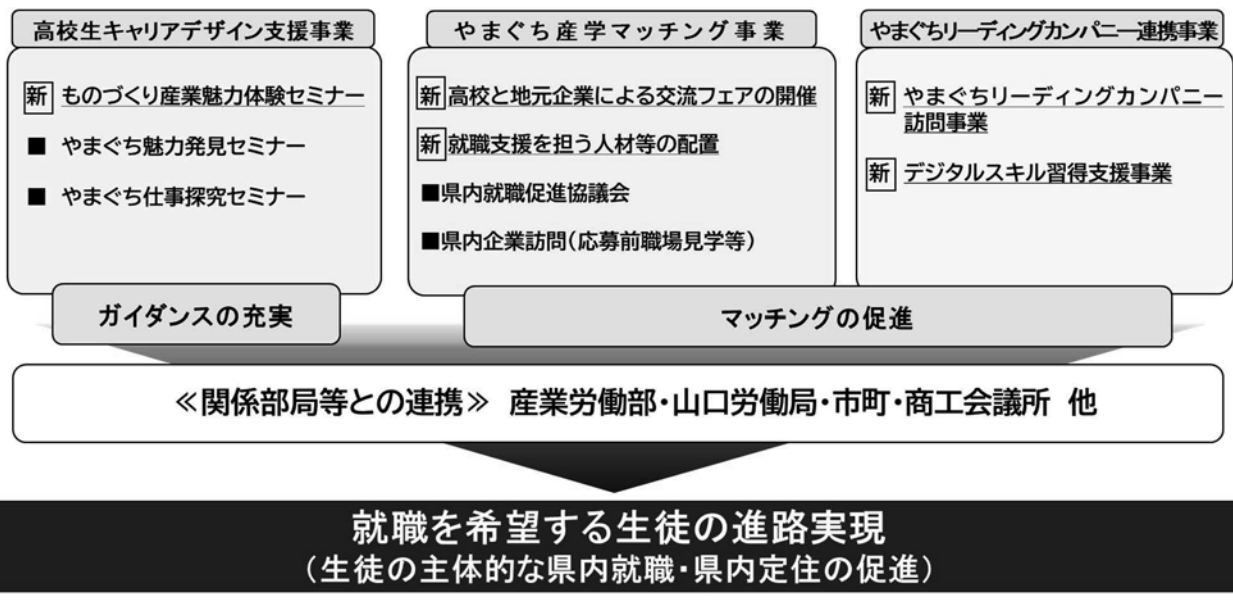 高校生キャリアデザイン支援事業
新 ものづくり産業魅力体験セミナー
■ やまぐち魅力発見セミナー
■ やまぐち仕事探究セミナー
ガイダンスの充実
やまぐち産学マッチング事業
新 高校と地元企業による交流フェアの開催
新 就職支援を担う人材等の配置
■県内就職促進協議会
■県内企業訪問(応募前職場見学等)
やまぐちリーディングカンパニー連携事業
新 やまぐちリーディングカンパニー
訪問事業
新 デジタルスキル習得支援事業
マッチングの促進
≪関係部局等との連携≫ 産業労働部・山口労働局・市町・商工会議所 他
就職を希望する生徒の進路実現
(生徒の主体的な県内就職・県内定住の促進)